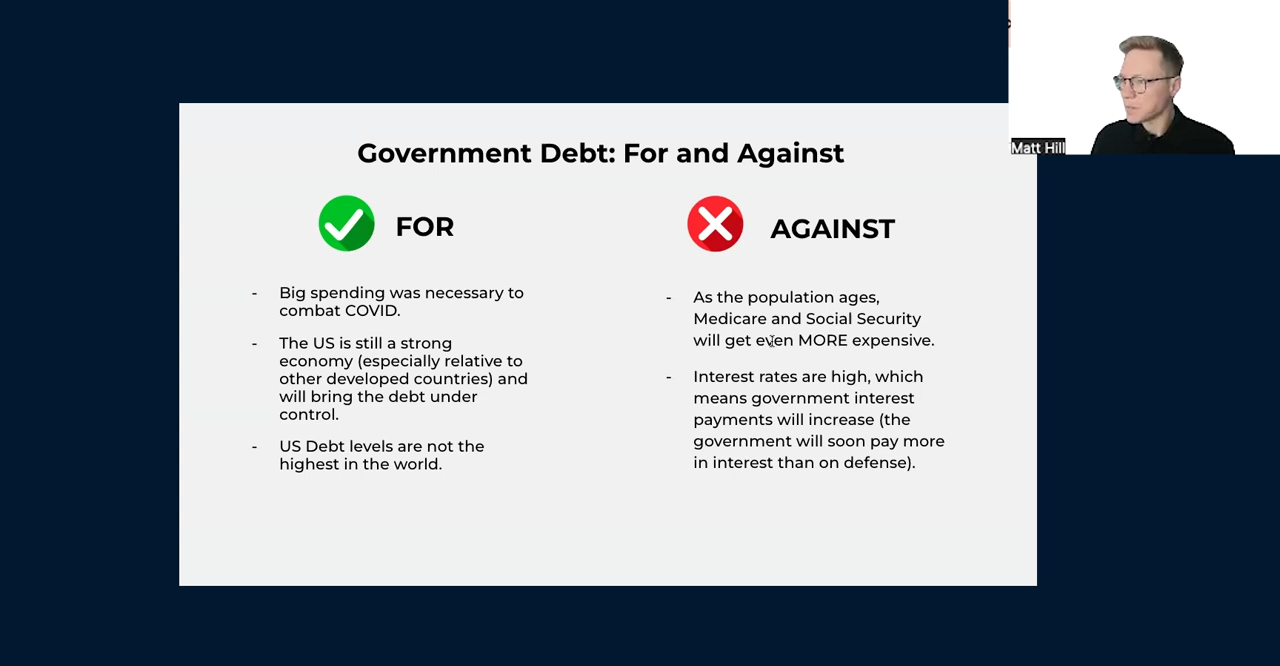 Government Debt: For and Against
FOR
- Big spending was necessary to
combat COVID.
- The US is still a strong
economy (especially relative to
other developed countries) and
will bring the debt under
control.
- US Debt levels are not the
highest in the world.
AGAINST
- As the population ages,
Medicare and Social Security
will get even MORE expensive.
- Interest rates are high, which
means government interest
payments will increase (the
government will soon pay more
in interest than on defense).
Matt Hill